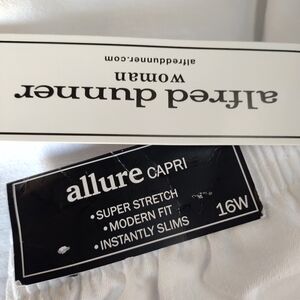 alfred dunner
woman
alfreddunner.com
allure CAPRI
•SUPER STRETCH
•MODERN FIT
•INSTANTLY SLIMS
16W